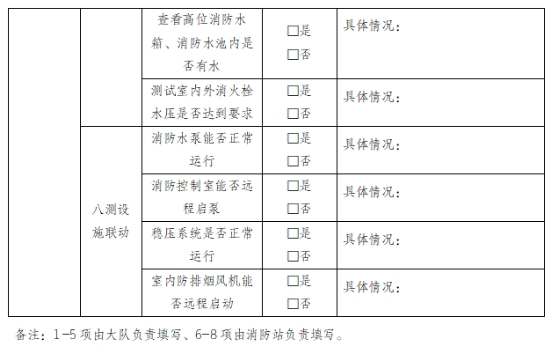 查看高位消防水
箱、消防水池内是
否有水
□是
□否
具体情况：
测试室内外消火栓
水压是否达到要求
□是
□否
具体情况：
八测设
施联动
消防水泵能否正常
运行
□是
□否
具体情况：
消防控制室能否远
程启泵
□是
□否
具体情况：
稳压系统是否正常
运行
□是
□否
具体情况：
室内防排烟风机能
否远程启动
□是
□否
具体情况：
备注：1-5 项由大队负责填写、6-8 项由消防站负责填写。